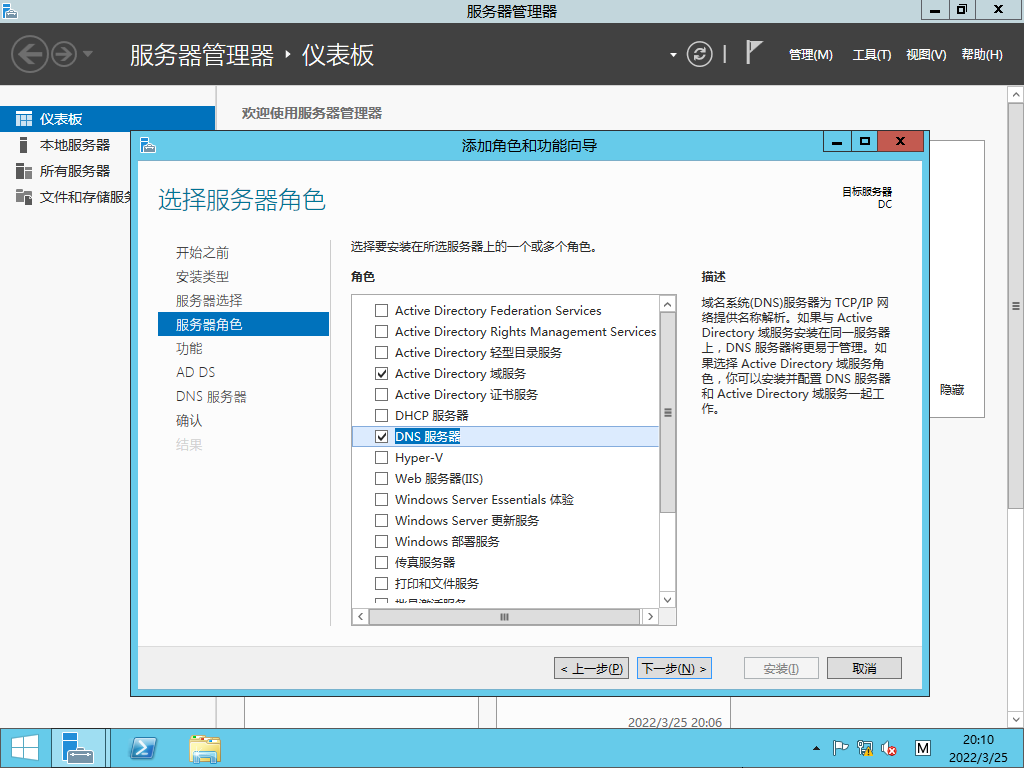 服务器管理器
服务器管理器 ‣ 仪表板
管理(M) 工具(T) 视图(V) 帮助(H)
仪表板
本地服务器
所有服务器
文件和存储服务
欢迎使用服务器管理器
添加角色和功能向导
选择服务器角色
目标服务器
DC
开始之前
安装类型
服务器选择
服务器角色
功能
AD DS
DNS 服务器
确认
结果
选择要安装在所选服务器上的一个或多个角色。
角色
Active Directory Federation Services
Active Directory Rights Management Services
Active Directory 轻型目录服务
Active Directory 域服务
Active Directory 证书服务
DHCP 服务器
DNS 服务器
Hyper-V
Web 服务器(IIS)
Windows Server Essentials 体验
Windows Server 更新服务
Windows 部署服务
传真服务器
打印和文件服务
批量激活服务
描述
域名系统(DNS)服务器为 TCP/IP 网
络提供名称解析。如果与 Active
Directory 域服务安装在同一服务器
上，DNS 服务器将更易于管理。如
果选择 Active Directory 域服务角
色，你可以安装并配置 DNS 服务器
和 Active Directory 域服务一起工
作。
隐藏
< 上一步(P) 下一步(N) > 安装(I) 取消
2022/3/25 20:06
M
20:10
2022/3/25